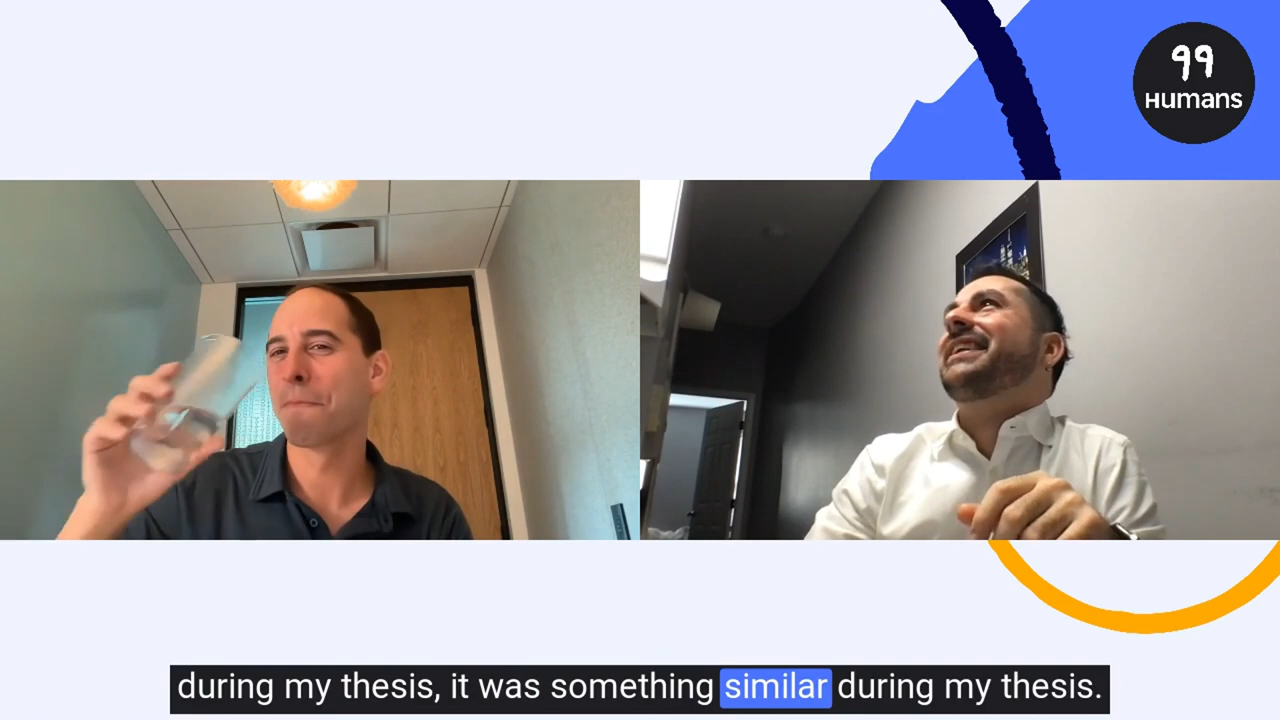 99
Humans
during my thesis, it was something similar during my thesis.